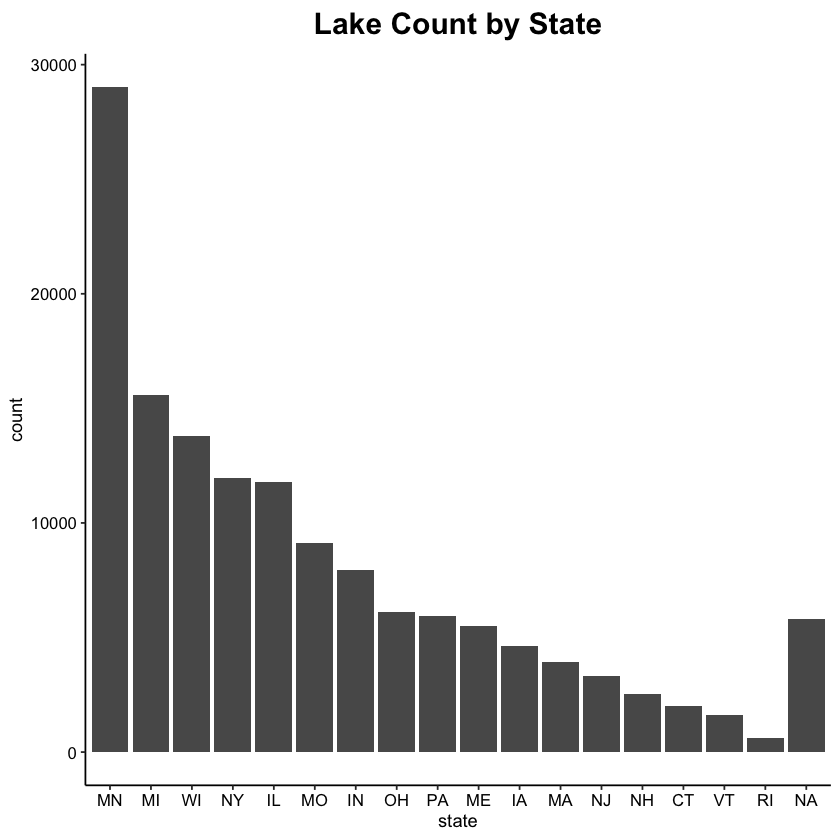 Lake Count by State
30000
20000
10000
0
count
MN MI WI NY IL MO IN OH PA ME IA MA NJ NH CT VT RI NA
state